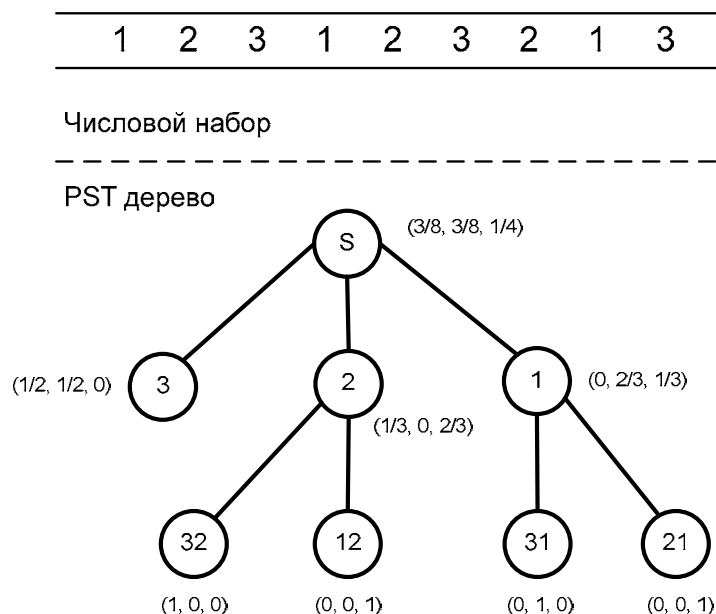 1 2 3 1 2 3 2 1 3
Числовой набор
PST дерево
S (3/8, 3/8, 1/4)
(1/2, 1/2, 0) 3 2 1 (0, 2/3, 1/3)
(1/3, 0, 2/3)
32 12 31 21
(1, 0, 0) (0, 0, 1) (0, 1, 0) (0, 0, 1)